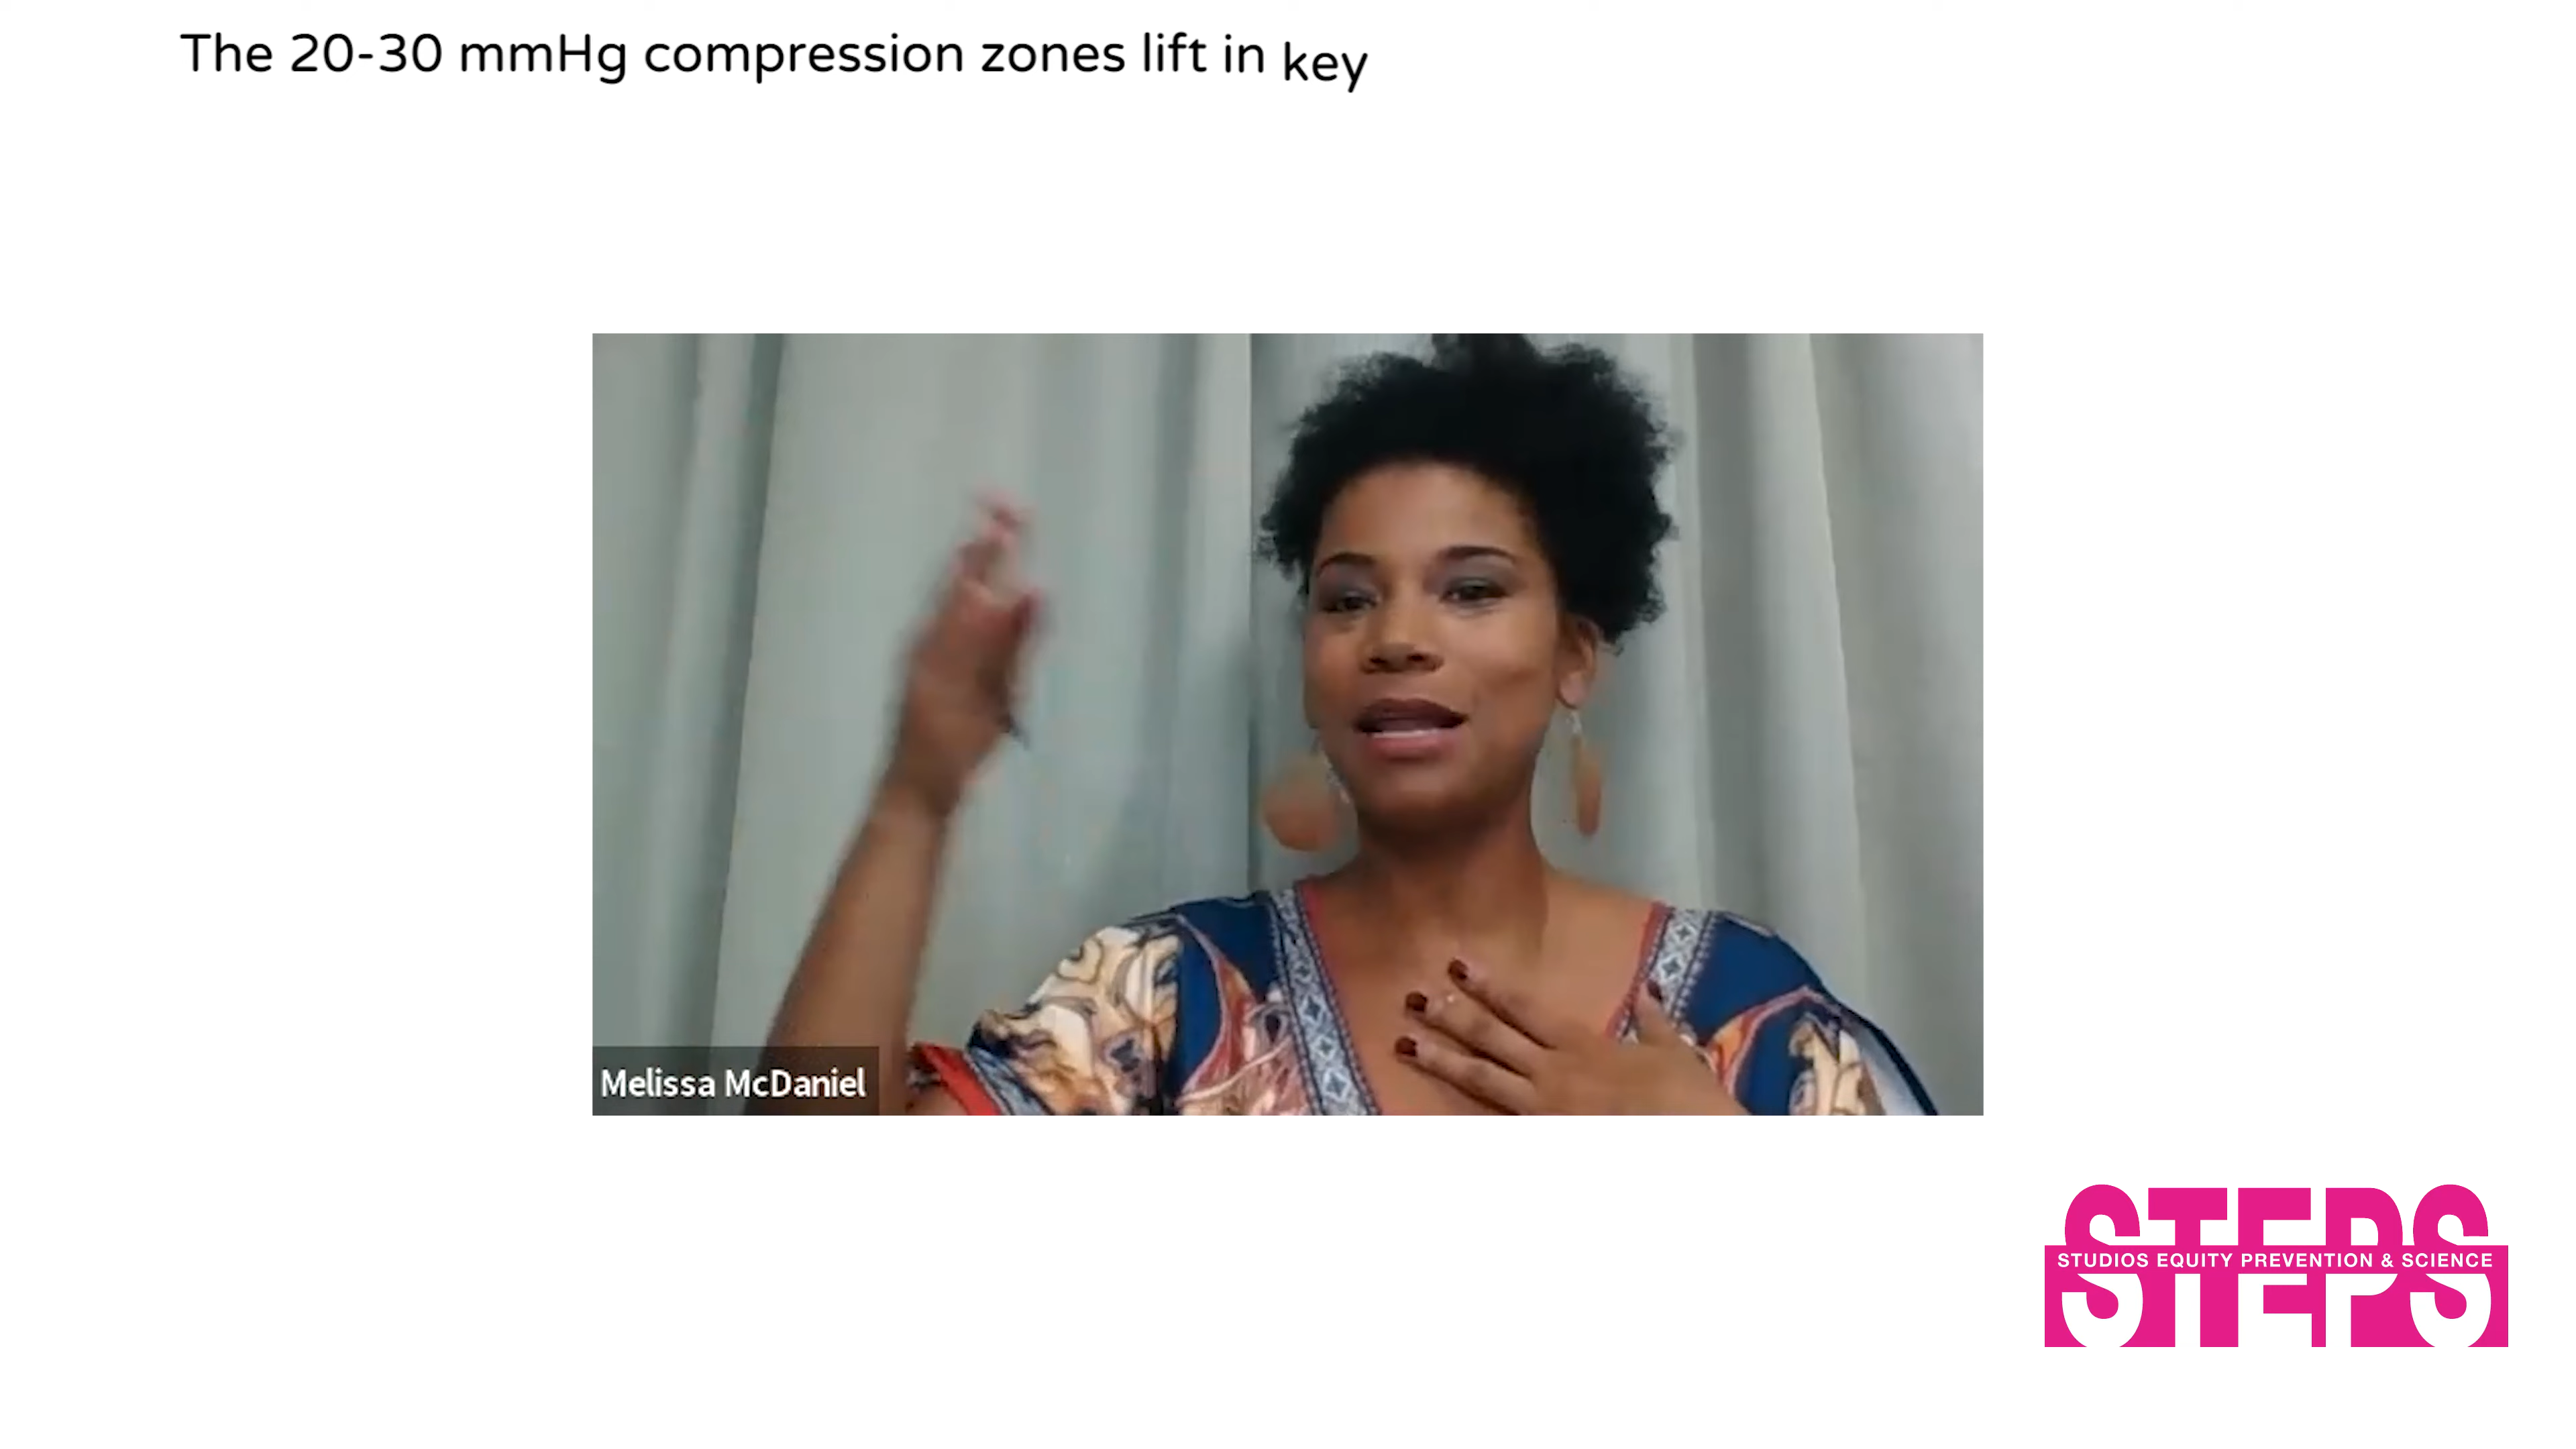 The 20-30 mmHg compression zones lift in key
Melissa McDaniel
STEPS
STUDIOS EQUITY PREVENTION & SCIENCE